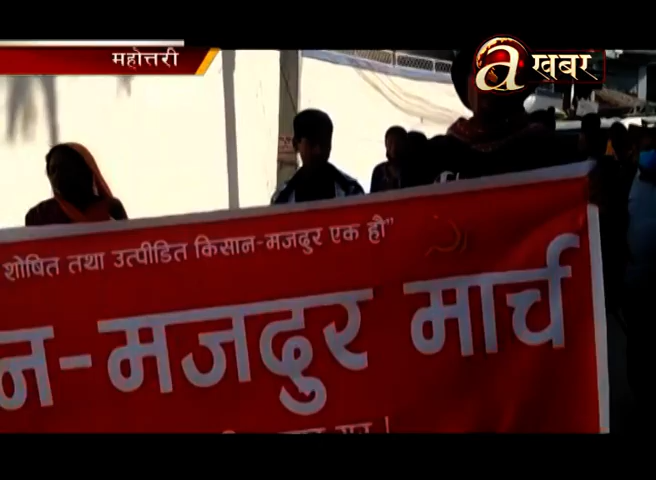 महोत्तरी
a खबर
शोषित तथा उत्पीडित किसान-मजदुर एक हौ"
न-मजदुर मार्च